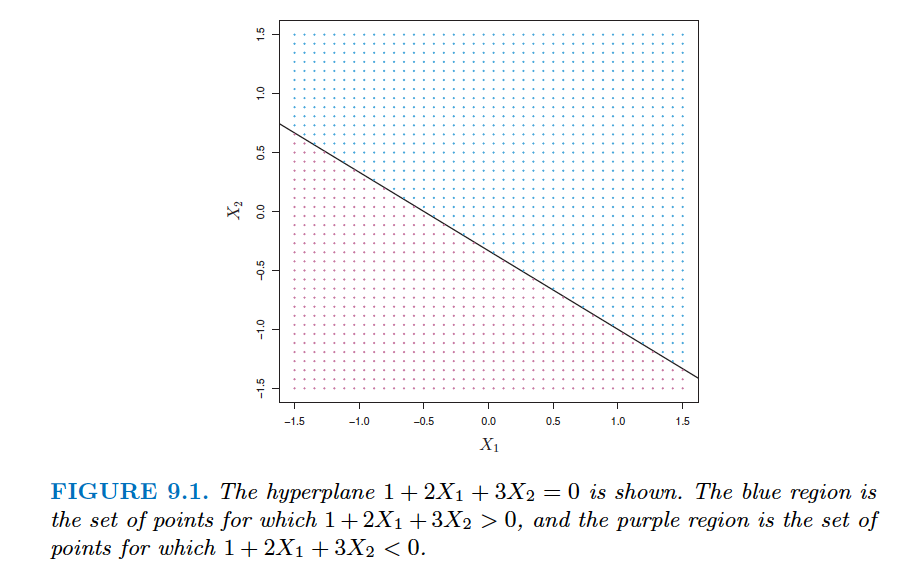 1.5
1.0
0.5
0.0
−0.5
−1.0
−1.5
X₂
−1.5 −1.0 −0.5 0.0 0.5 1.0 1.5
X₁
FIGURE 9.1. The hyperplane 1 + 2X₁ + 3X₂ = 0 is shown. The blue region is
the set of points for which 1 + 2X₁ + 3X₂ > 0, and the purple region is the set of
points for which 1 + 2X₁ + 3X₂ < 0.